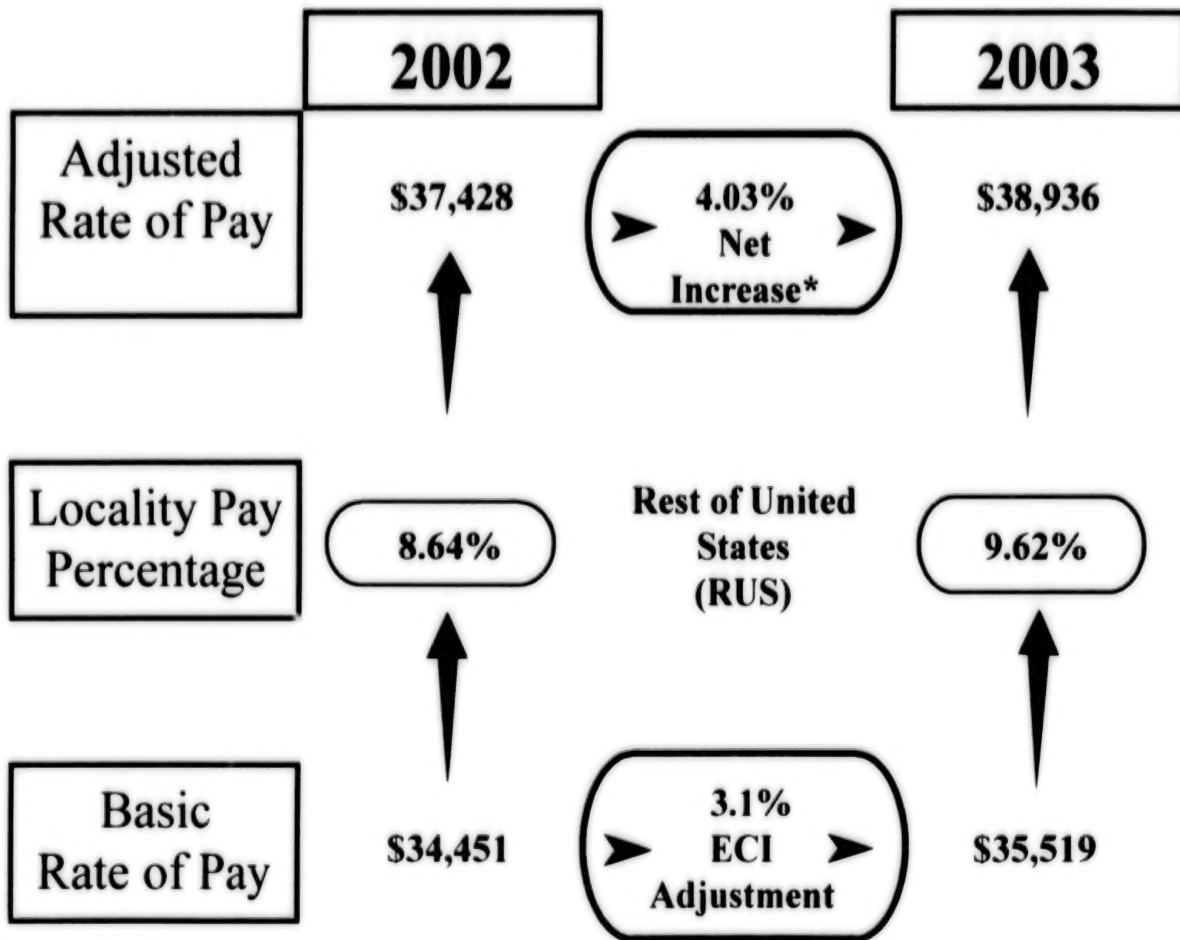 2002
2003
Adjusted
Rate of Pay
$37,428
4.03%
Net
Increase*
$38,936
Locality Pay
Percentage
8.64%
Rest of United
States
(RUS)
9.62%
Basic
Rate of Pay
$34,451
3.1%
ECI
Adjustment
$35,519